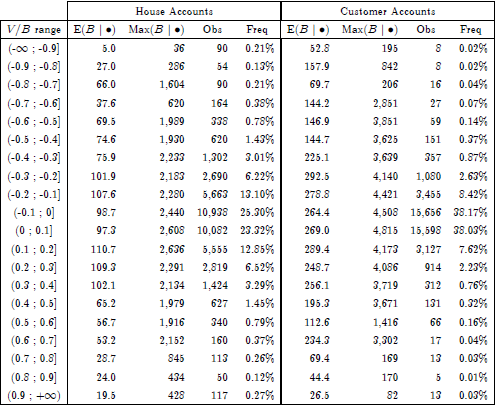 House Accounts Customer Accounts
V/B range E(B | •) Max(B | •) Obs Freq E(B | •) Max(B | •) Obs Freq
(-∞ ; -0.9] 5.0 36 90 0.21% 52.8 195 8 0.02%
(-0.9 ; -0.8] 27.0 286 54 0.13% 157.9 842 8 0.02%
(-0.8 ; -0.7] 66.0 1,604 90 0.21% 69.7 206 16 0.04%
(-0.7 ; -0.6] 37.6 620 164 0.38% 144.2 2,851 27 0.07%
(-0.6 ; -0.5] 69.5 1,989 338 0.78% 146.9 3,851 59 0.14%
(-0.5 ; -0.4] 74.6 1,930 620 1.43% 144.7 3,625 151 0.37%
(-0.4 ; -0.3] 75.9 2,233 1,302 3.01% 225.1 3,639 357 0.87%
(-0.3 ; -0.2] 101.9 2,183 2,690 6.22% 292.5 4,140 1,080 2.63%
(-0.2 ; -0.1] 107.6 2,280 5,663 13.10% 278.8 4,421 3,455 8.42%
(-0.1 ; 0] 98.7 2,440 10,938 25.30% 264.4 4,508 15,656 38.17%
(0 ; 0.1] 97.3 2,608 10,082 23.32% 269.0 4,815 15,598 38.03%
(0.1 ; 0.2] 110.7 2,636 5,555 12.85% 289.4 4,173 3,127 7.62%
(0.2 ; 0.3] 109.3 2,291 2,819 6.52% 248.7 4,086 914 2.23%
(0.3 ; 0.4] 102.1 2,134 1,424 3.29% 256.1 3,719 312 0.76%
(0.4 ; 0.5] 65.2 1,979 627 1.45% 195.3 3,671 131 0.32%
(0.5 ; 0.6] 56.7 1,916 340 0.79% 112.6 1,416 66 0.16%
(0.6 ; 0.7] 53.2 2,152 160 0.37% 234.3 3,302 17 0.04%
(0.7 ; 0.8] 28.7 845 113 0.26% 69.4 169 13 0.03%
(0.8 ; 0.9] 24.0 434 50 0.12% 44.4 170 5 0.01%
(0.9 ; +∞) 19.5 428 117 0.27% 26.5 82 13 0.03%